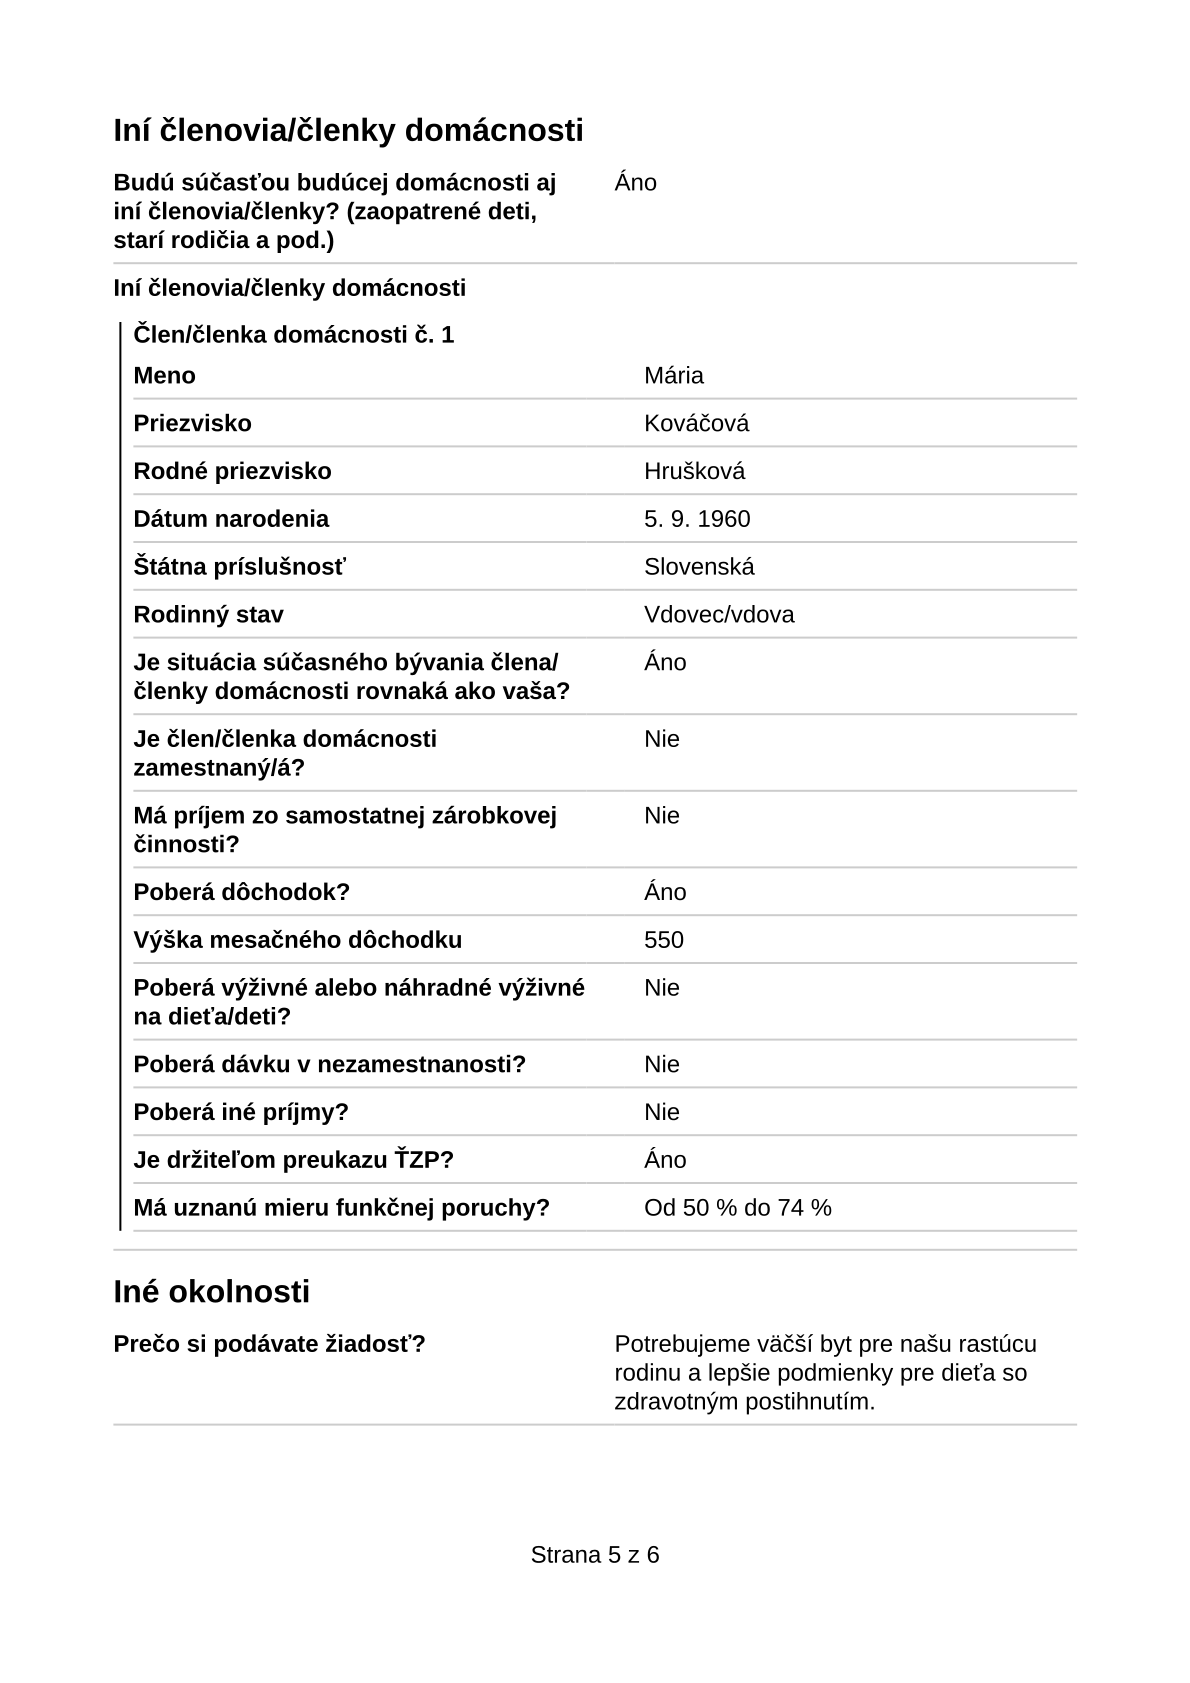 Iní členovia/členky domácnosti
Budú súčasťou budúcej domácnosti aj Áno
iní členovia/členky? (zaopatrené deti,
starí rodičia a pod.)
Iní členovia/členky domácnosti
Člen/členka domácnosti č. 1
Meno Mária
Priezvisko Kováčová
Rodné priezvisko Hrušková
Dátum narodenia 5. 9. 1960
Štátna príslušnosť Slovenská
Rodinný stav Vdovec/vdova
Je situácia súčasného bývania člena/ Áno
členky domácnosti rovnaká ako vaša?
Je člen/členka domácnosti Nie
zamestnaný/á?
Má príjem zo samostatnej zárobkovej Nie
činnosti?
Poberá dôchodok? Áno
Výška mesačného dôchodku 550
Poberá výživné alebo náhradné výživné Nie
na dieťa/deti?
Poberá dávku v nezamestnanosti? Nie
Poberá iné príjmy? Nie
Je držiteľom preukazu ŤZP? Áno
Má uznanú mieru funkčnej poruchy? Od 50 % do 74 %
Iné okolnosti
Prečo si podávate žiadosť? Potrebujeme väčší byt pre našu rastúcu
rodinu a lepšie podmienky pre dieťa so
zdravotným postihnutím.
Strana 5 z 6